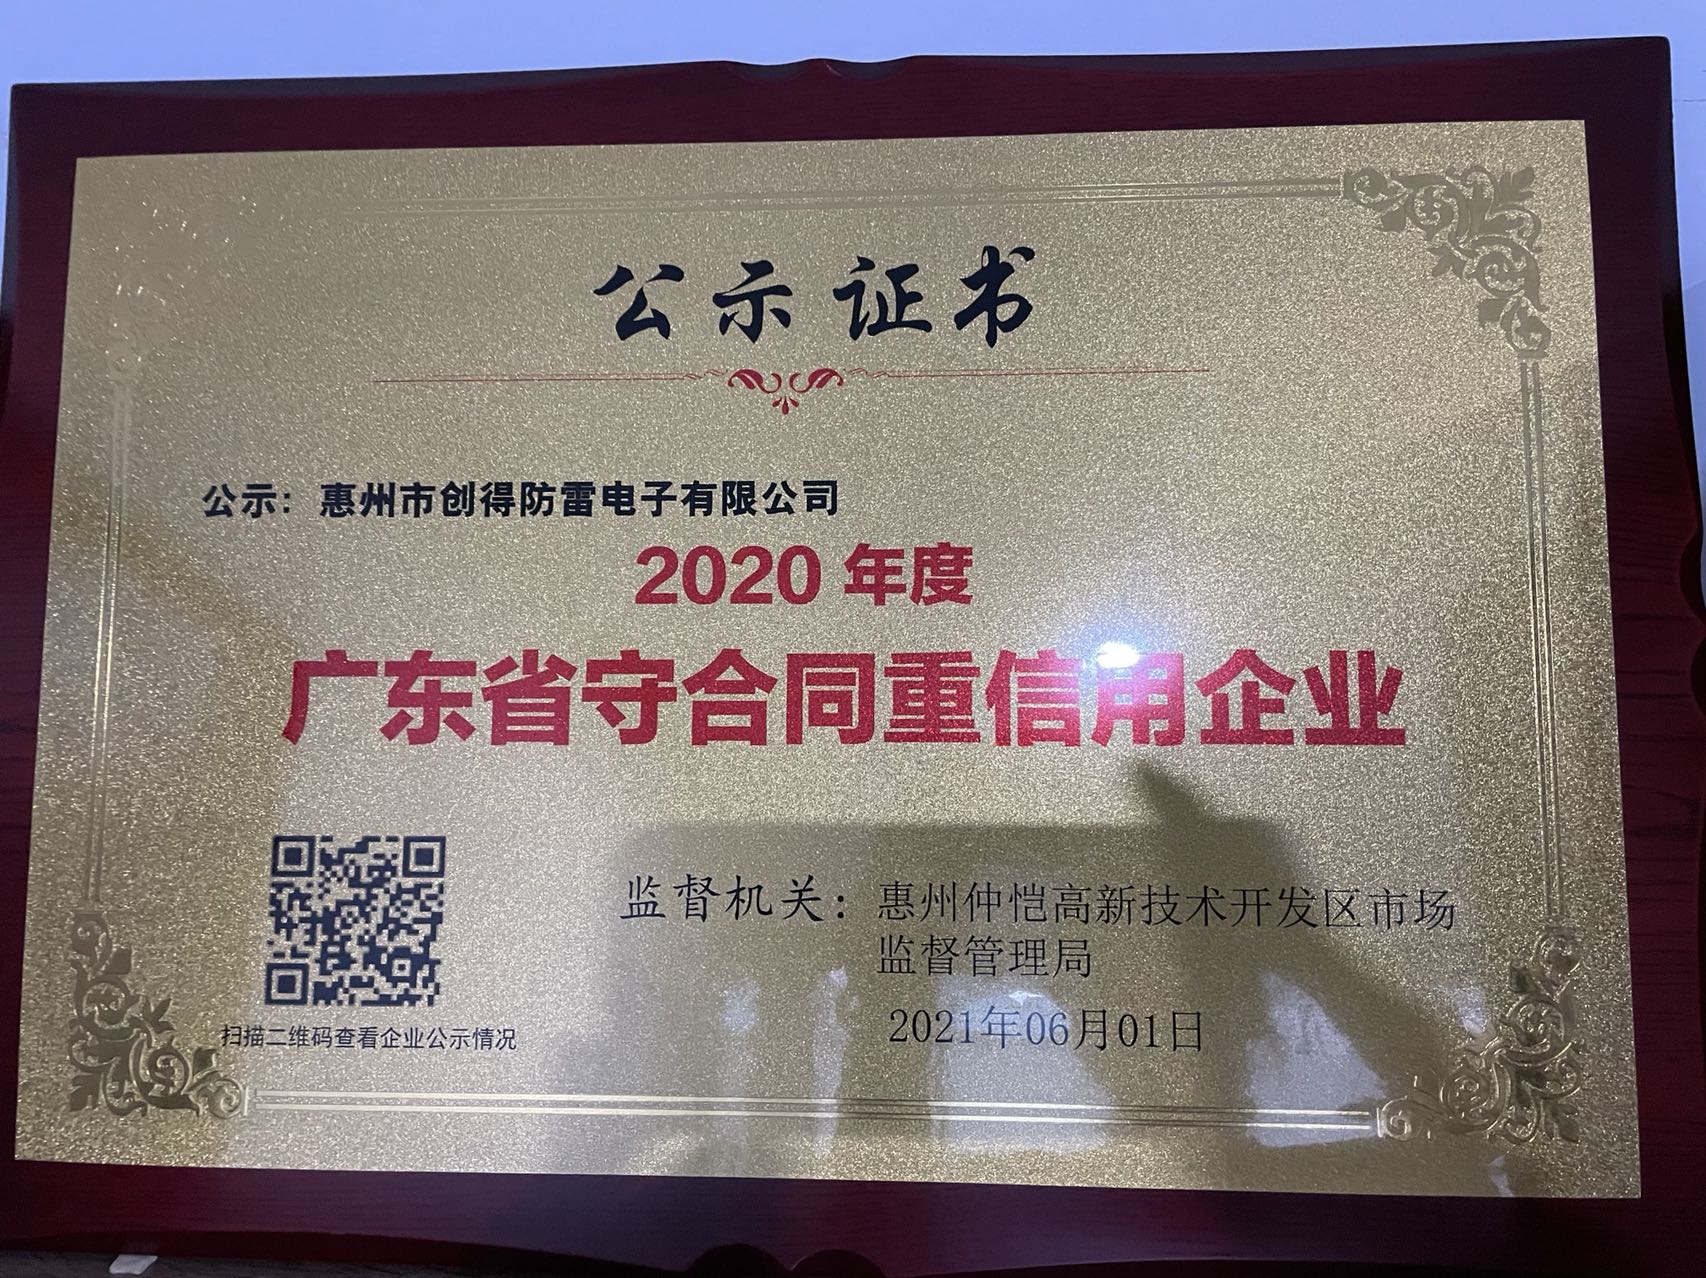 公示证书
公示：惠州市创得防雷电子有限公司
2020 年度
广东省守合同重信用企业
监督机关：惠州仲恺高新技术开发区市场
监督管理局
2021年06月01日
扫描二维码查看企业公示情况